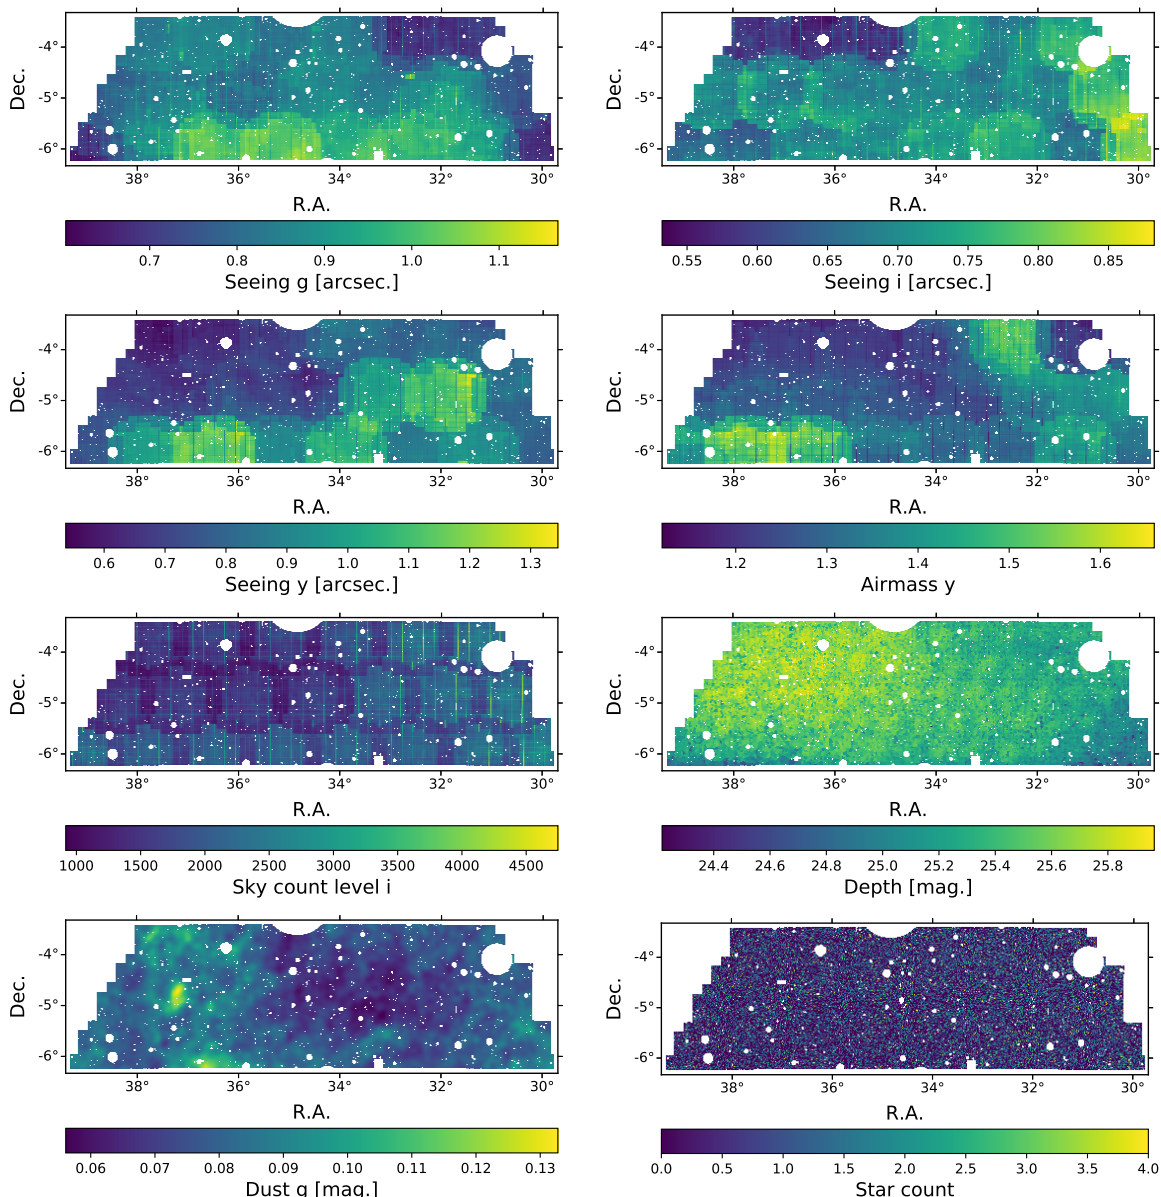 Dec.
-4°
-5°
-6°
38° 36° 34° 32° 30°
R.A.
0.7 0.8 0.9 1.0 1.1
Seeing g [arcsec.]
Dec.
-4°
-5°
-6°
38° 36° 34° 32° 30°
R.A.
0.55 0.60 0.65 0.70 0.75 0.80 0.85
Seeing i [arcsec.]
Dec.
-4°
-5°
-6°
38° 36° 34° 32° 30°
R.A.
0.6 0.7 0.8 0.9 1.0 1.1 1.2 1.3
Seeing y [arcsec.]
Dec.
-4°
-5°
-6°
38° 36° 34° 32° 30°
R.A.
1.2 1.3 1.4 1.5 1.6
Airmass y
Dec.
-4°
-5°
-6°
38° 36° 34° 32° 30°
R.A.
1000 1500 2000 2500 3000 3500 4000 4500
Sky count level i
Dec.
-4°
-5°
-6°
38° 36° 34° 32° 30°
R.A.
24.4 24.6 24.8 25.0 25.2 25.4 25.6 25.8
Depth [mag.]
Dec.
-4°
-5°
-6°
38° 36° 34° 32° 30°
R.A.
0.06 0.07 0.08 0.09 0.10 0.11 0.12 0.13
Dust g [mag.]
Dec.
-4°
-5°
-6°
38° 36° 34° 32° 30°
R.A.
0.0 0.5 1.0 1.5 2.0 2.5 3.0 3.5 4.0
Star count